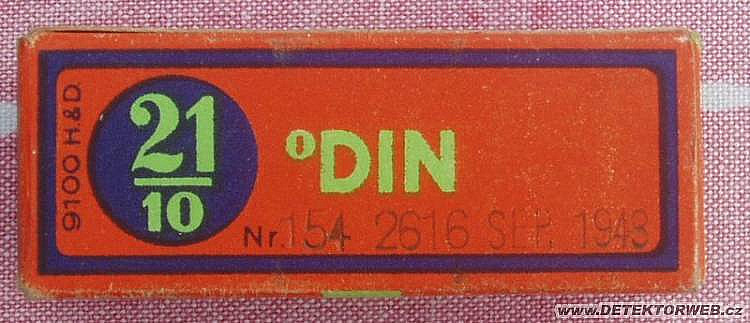 9100 H.&D.
21/10
°DIN
Nr. 154 2616 SEP. 1943
www.DETEKTORWEB.cz